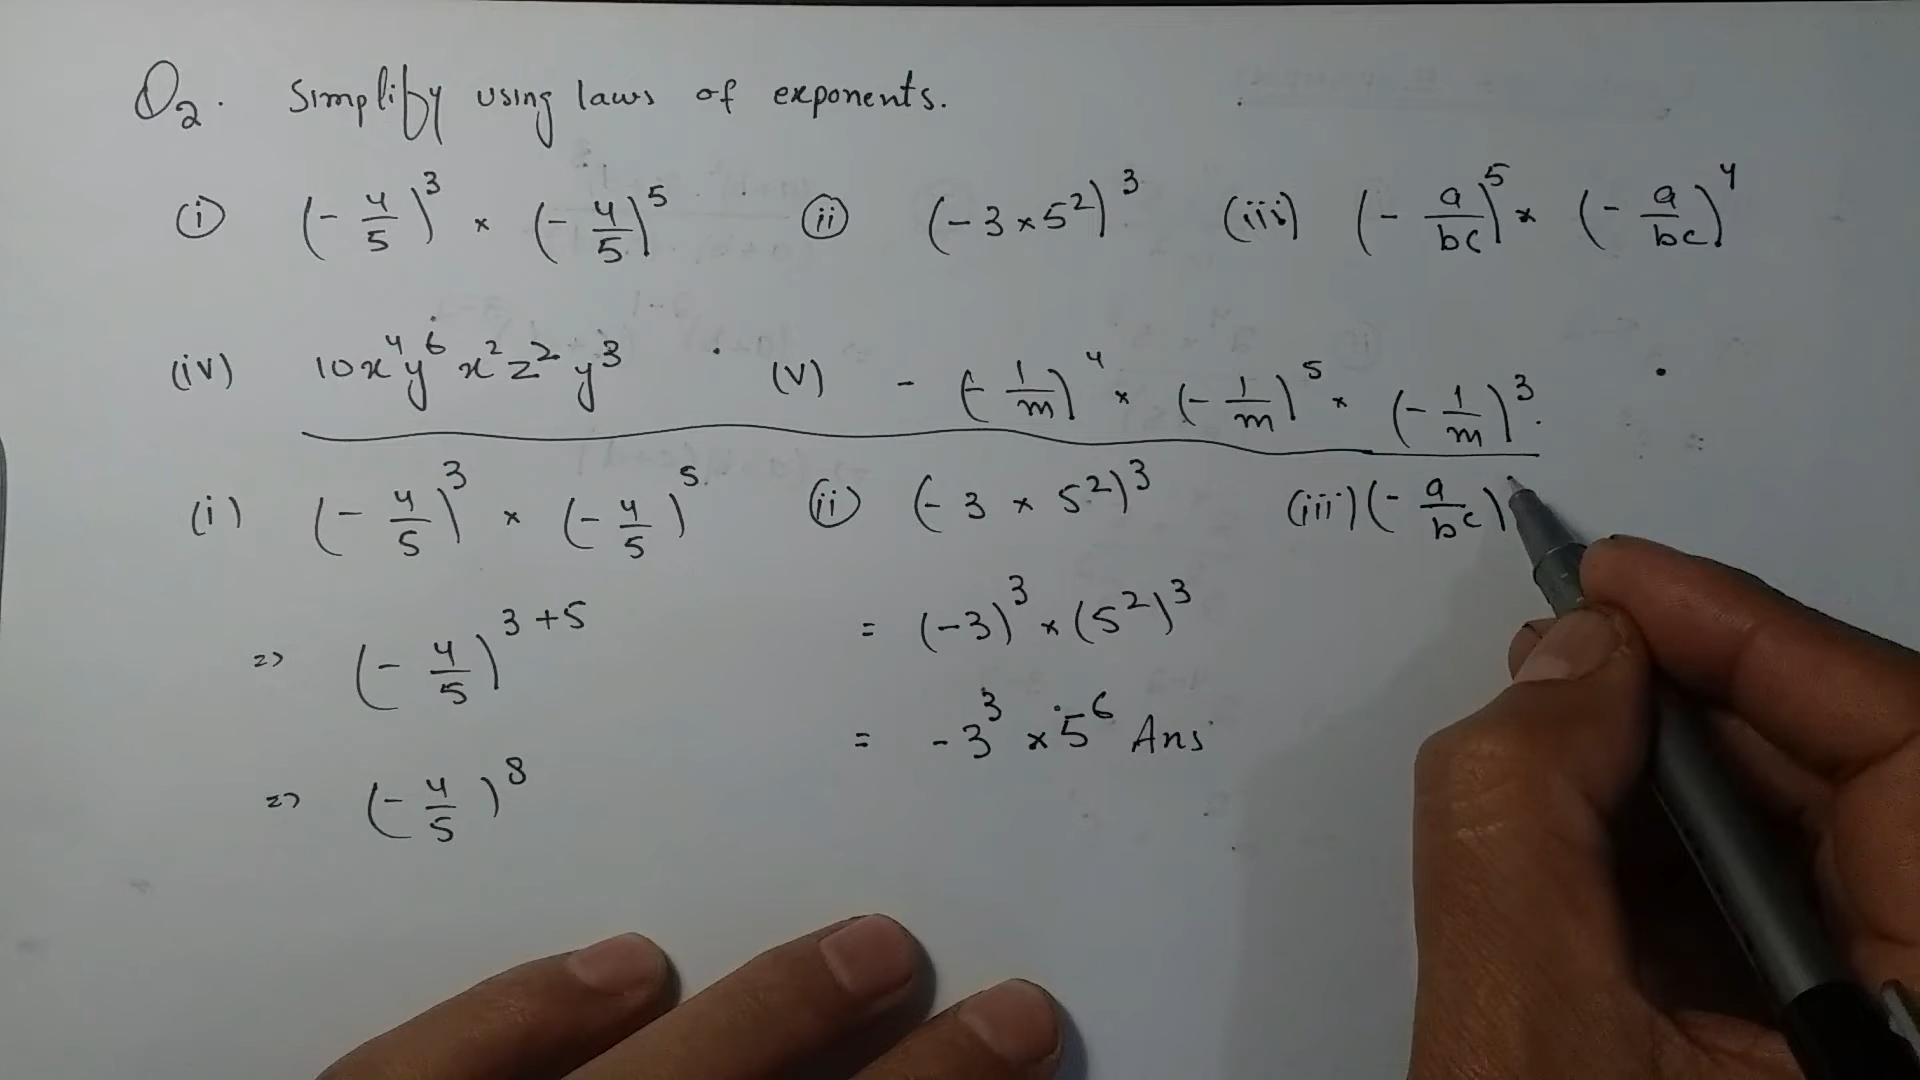 Q2. Simplify using laws of exponents.
(i) (-4/5)^3 × (-4/5)^5 (ii) (-3×5^2)^3 (iii) (-a/bc)^5 × (-a/bc)^4
(iv) 10x^4y^6 x^2z^2y^3 (v) - (-1/m)^4 × (-1/m)^5 × (-1/m)^3.
(i) (-4/5)^3 × (-4/5)^5. (ii) (-3 × 5^2)^3 (iii) (-a/bc)
=> (-4/5)^3+5 = (-3)^3 × (5^2)^3
=> (-4/5)^8 = -3^3 × 5^6 Ans